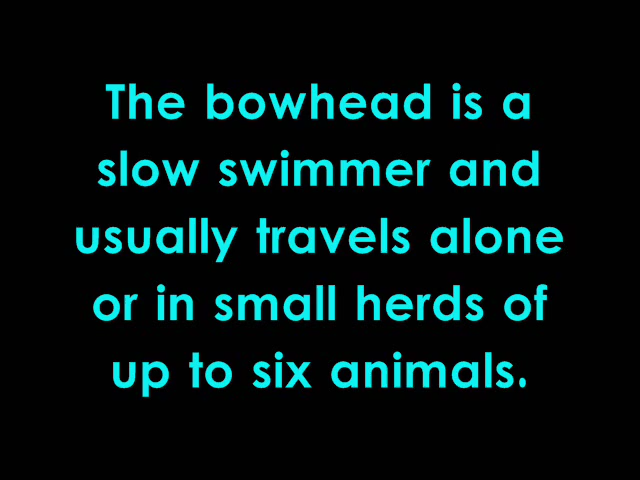 The bowhead is a
slow swimmer and
usually travels alone
or in small herds of
up to six animals.